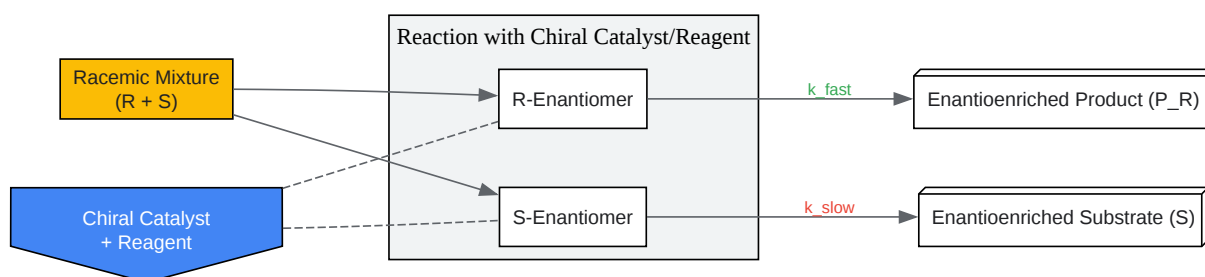 Reaction with Chiral Catalyst/Reagent
Racemic Mixture
(R + S)
R-Enantiomer
k_fast
Enantioenriched Product (P_R)
Chiral Catalyst
+ Reagent
S-Enantiomer
k_slow
Enantioenriched Substrate (S)